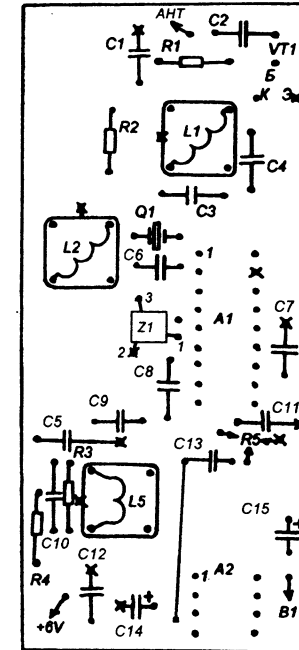 АНТ
C2
C1
R1
VT1
Б
К
Э
R2
L1
C4
C3
Q1
L2
C6
1
3
A1
C7
Z1
1
2
C8
C9
C11
C5
R5
R3
C13
L5
C15
C10
C12
R4
1
A2
+
+6V
+
C14
B1